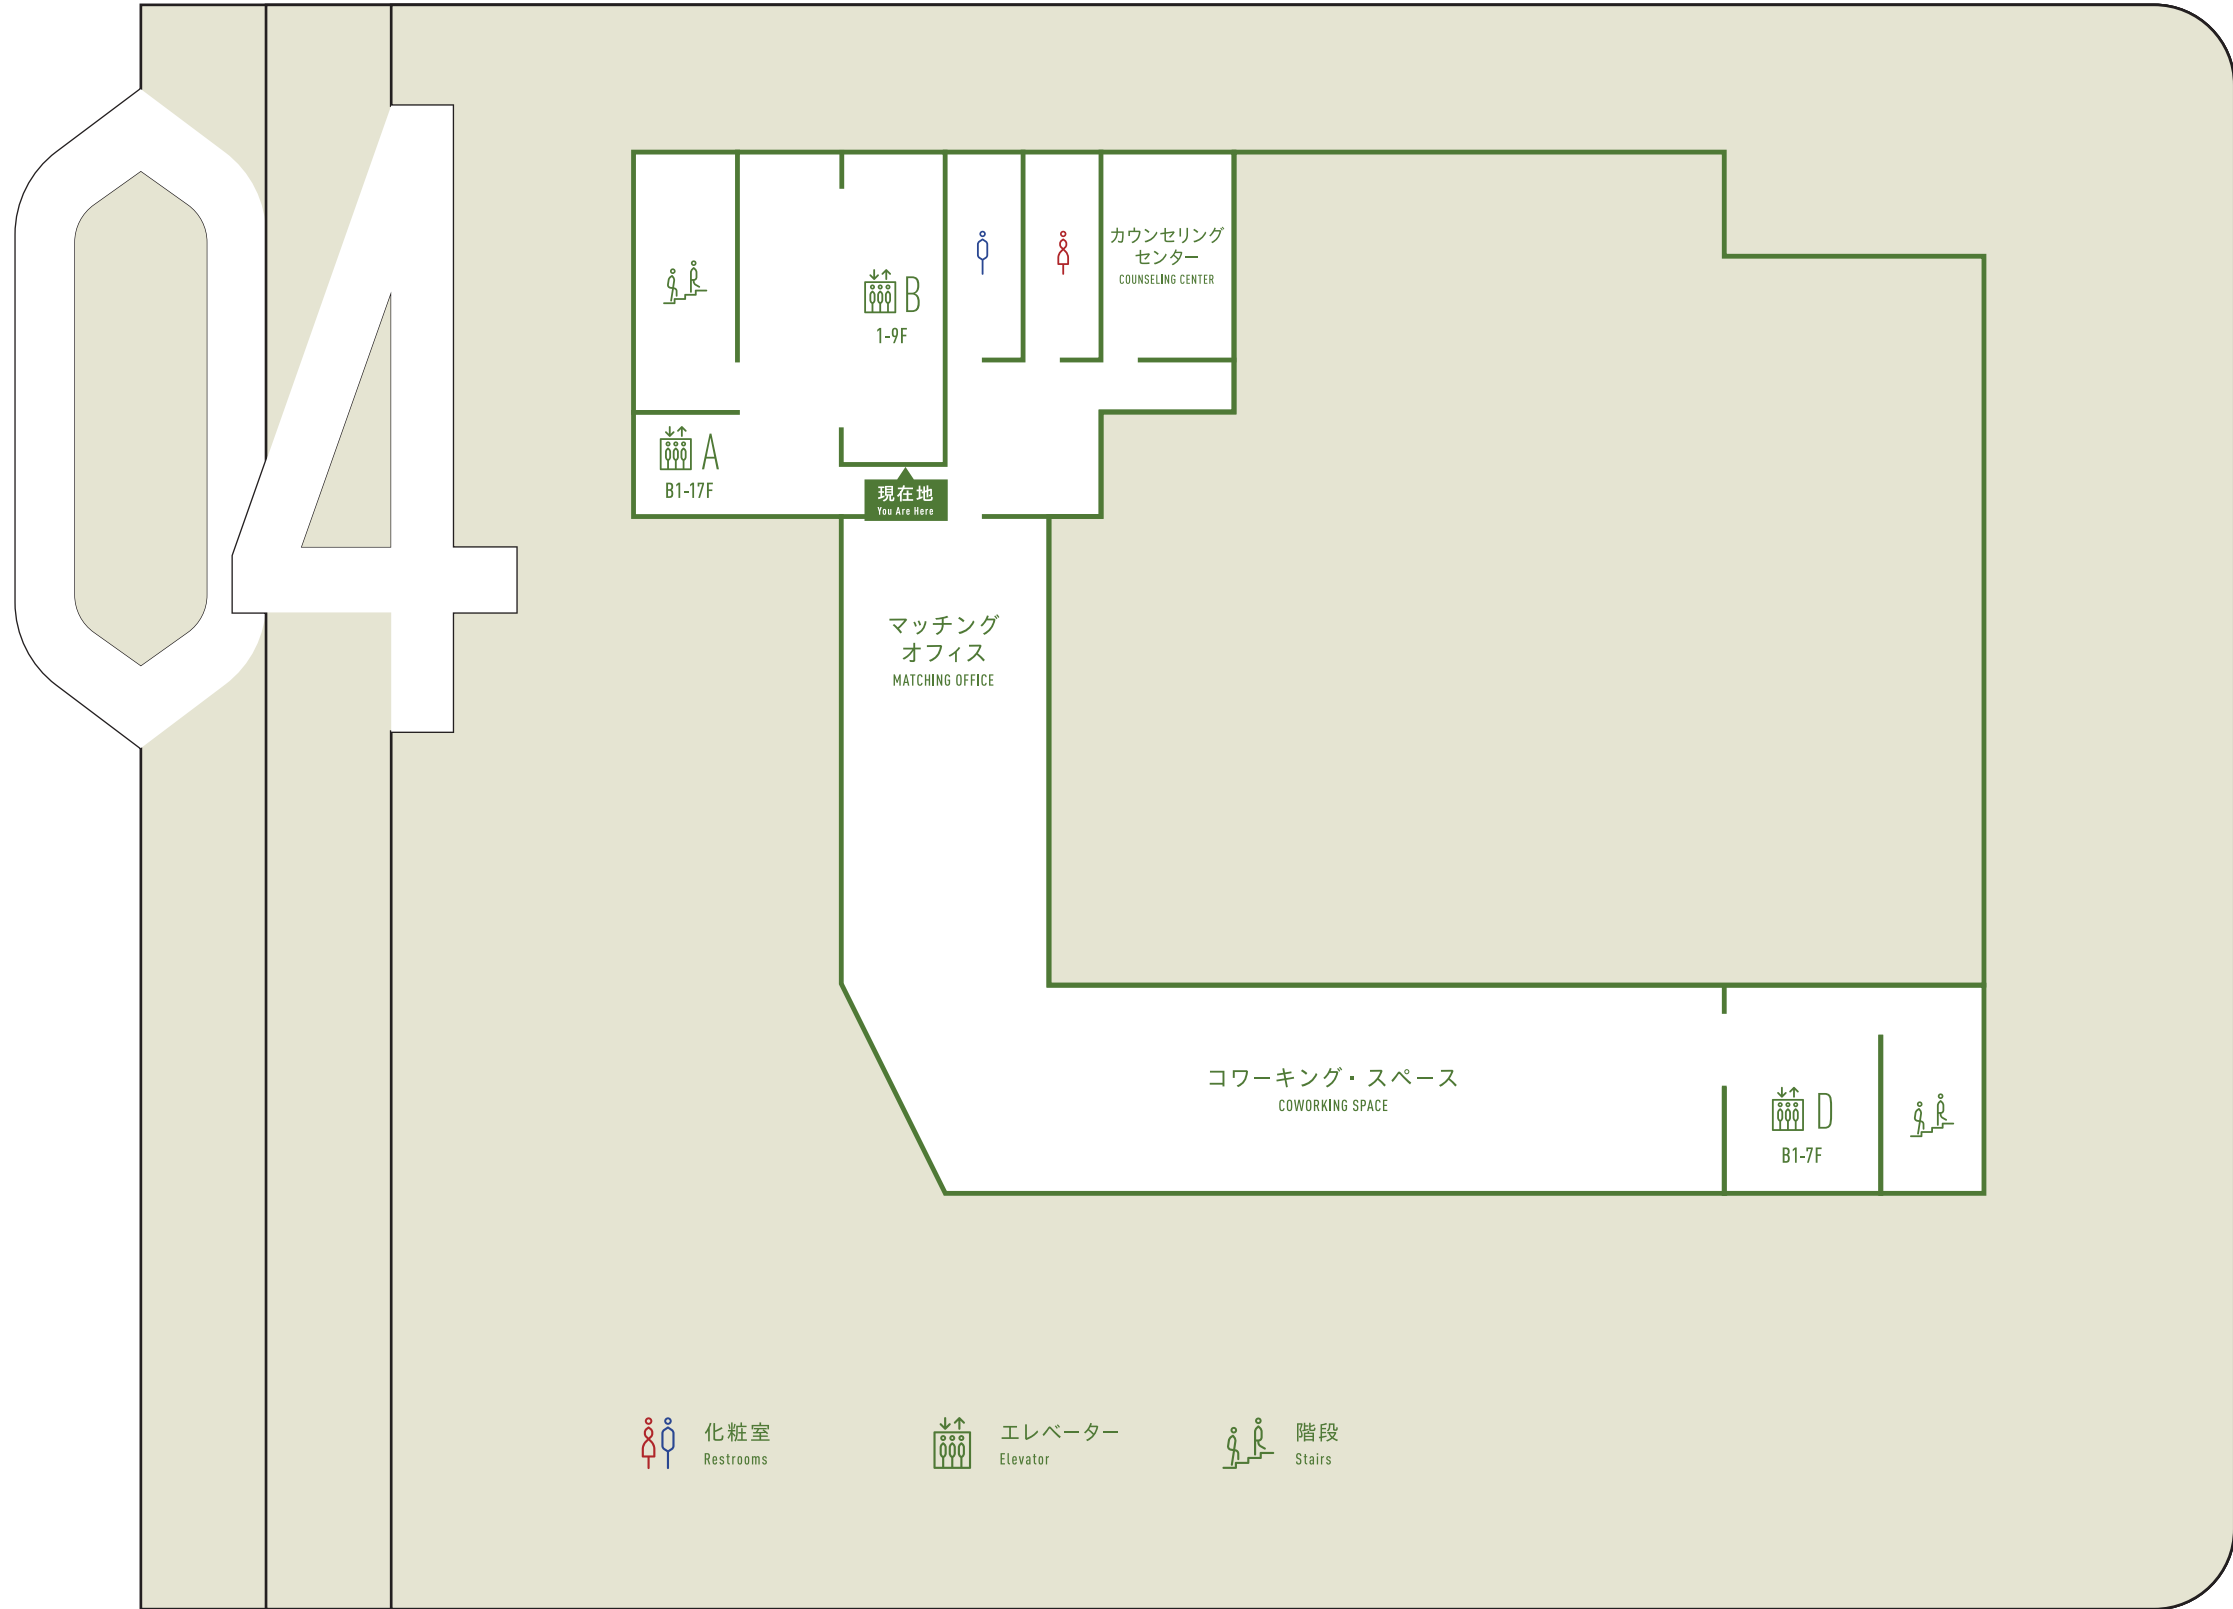 04
カウンセリング
センター
COUNSELING CENTER
B
1-9F
A
B1-17F
現在地
You Are Here
マッチング
オフィス
MATCHING OFFICE
コワーキング・スペース
COWORKING SPACE
D
B1-7F
化粧室
Restrooms
エレベーター
Elevator
階段
Stairs